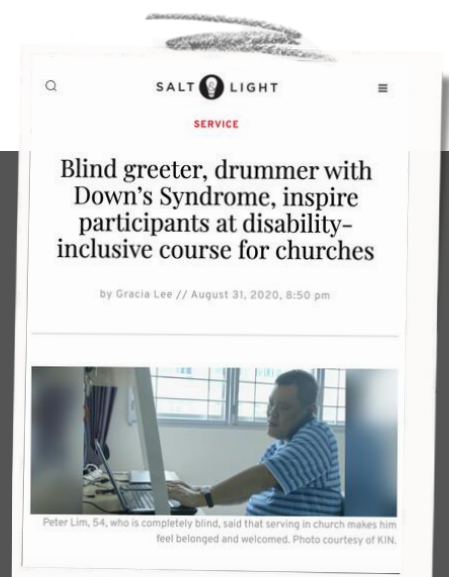 SALT LIGHT
SERVICE
Blind greeter, drummer with
Down's Syndrome, inspire
participants at disability-
inclusive course for churches
by Gracia Lee // August 31, 2020, 8:50 pm
Peter Lim, 54, who is completely blind, said that serving in church makes him
feel belonged and welcomed. Photo courtesy of KIN.